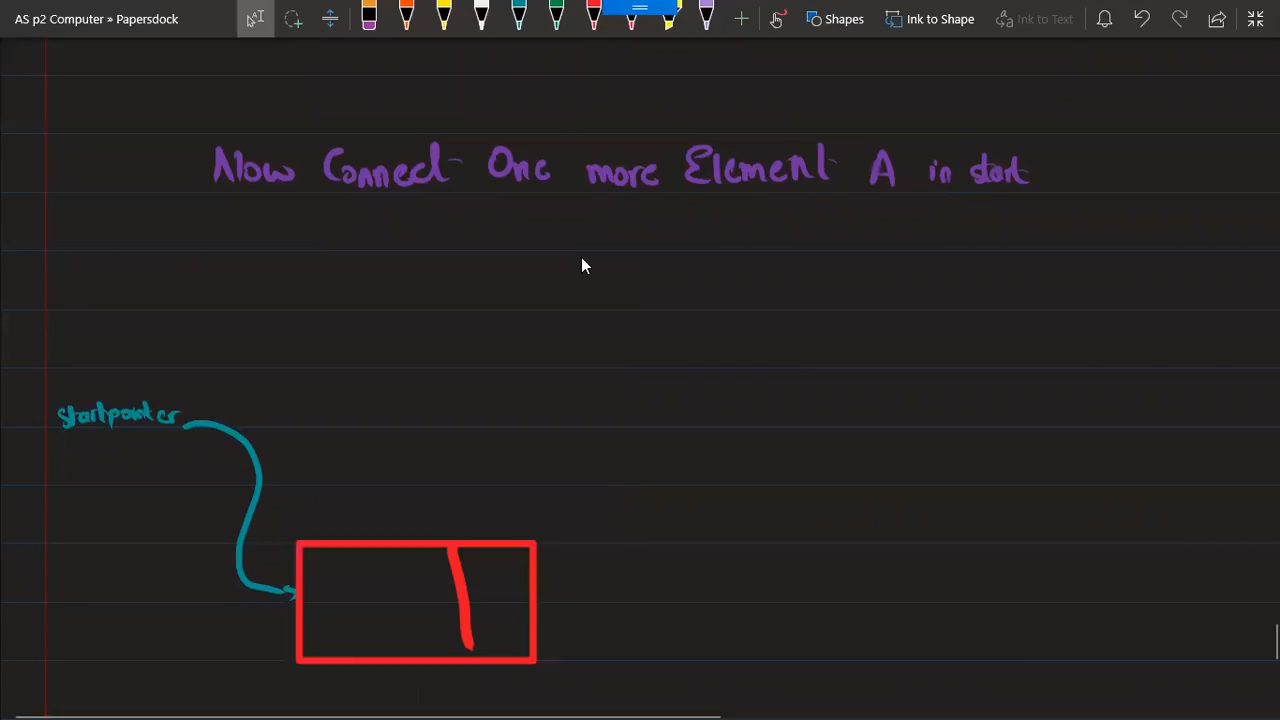 AS p2 Computer » Papersdock
Shapes
Ink to Shape
Ink to Text
Now Connect One more Element A in start
startpointer